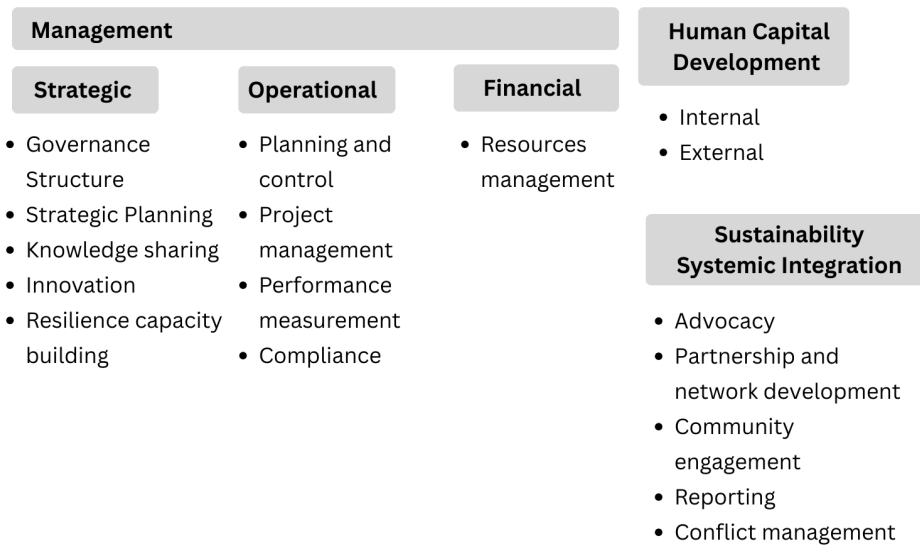 Management
Strategic
• Governance
Structure
• Strategic Planning
• Knowledge sharing
• Innovation
• Resilience capacity
building
Operational
• Planning and
control
• Project
management
• Performance
measurement
• Compliance
Financial
• Resources
management
Human Capital
Development
• Internal
• External
Sustainability
Systemic Integration
• Advocacy
• Partnership and
network development
• Community
engagement
• Reporting
• Conflict management